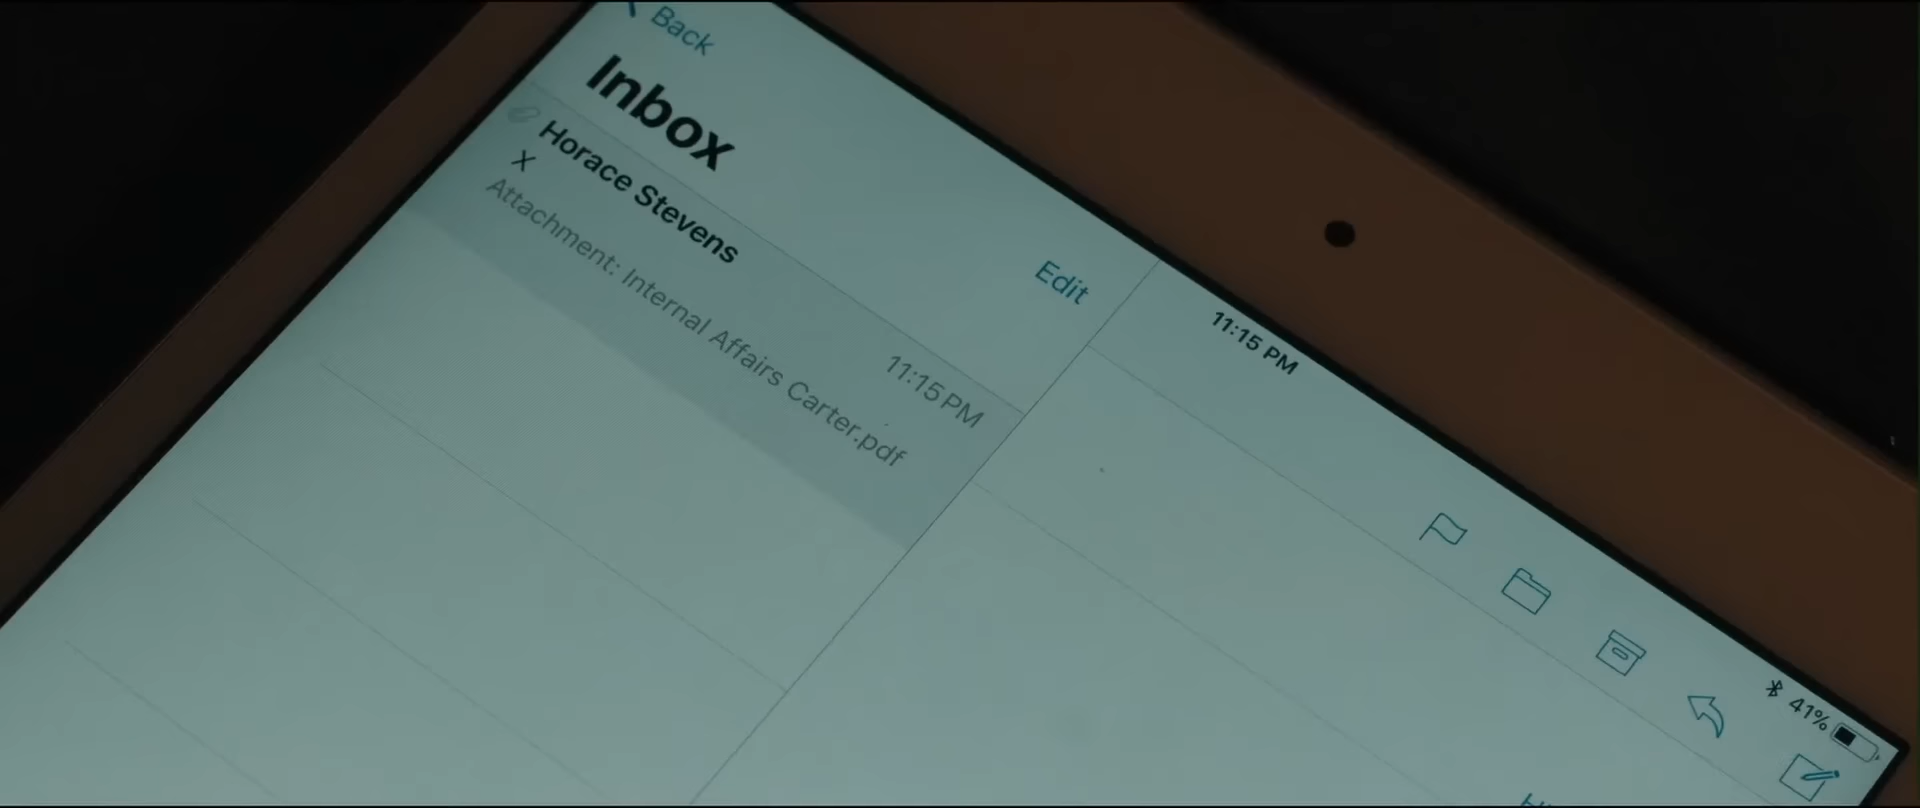 Back
Inbox
Edit
Horace Stevens
11:15 PM
X
Attachment: Internal Affairs Carter.pdf
11:15 PM
41%